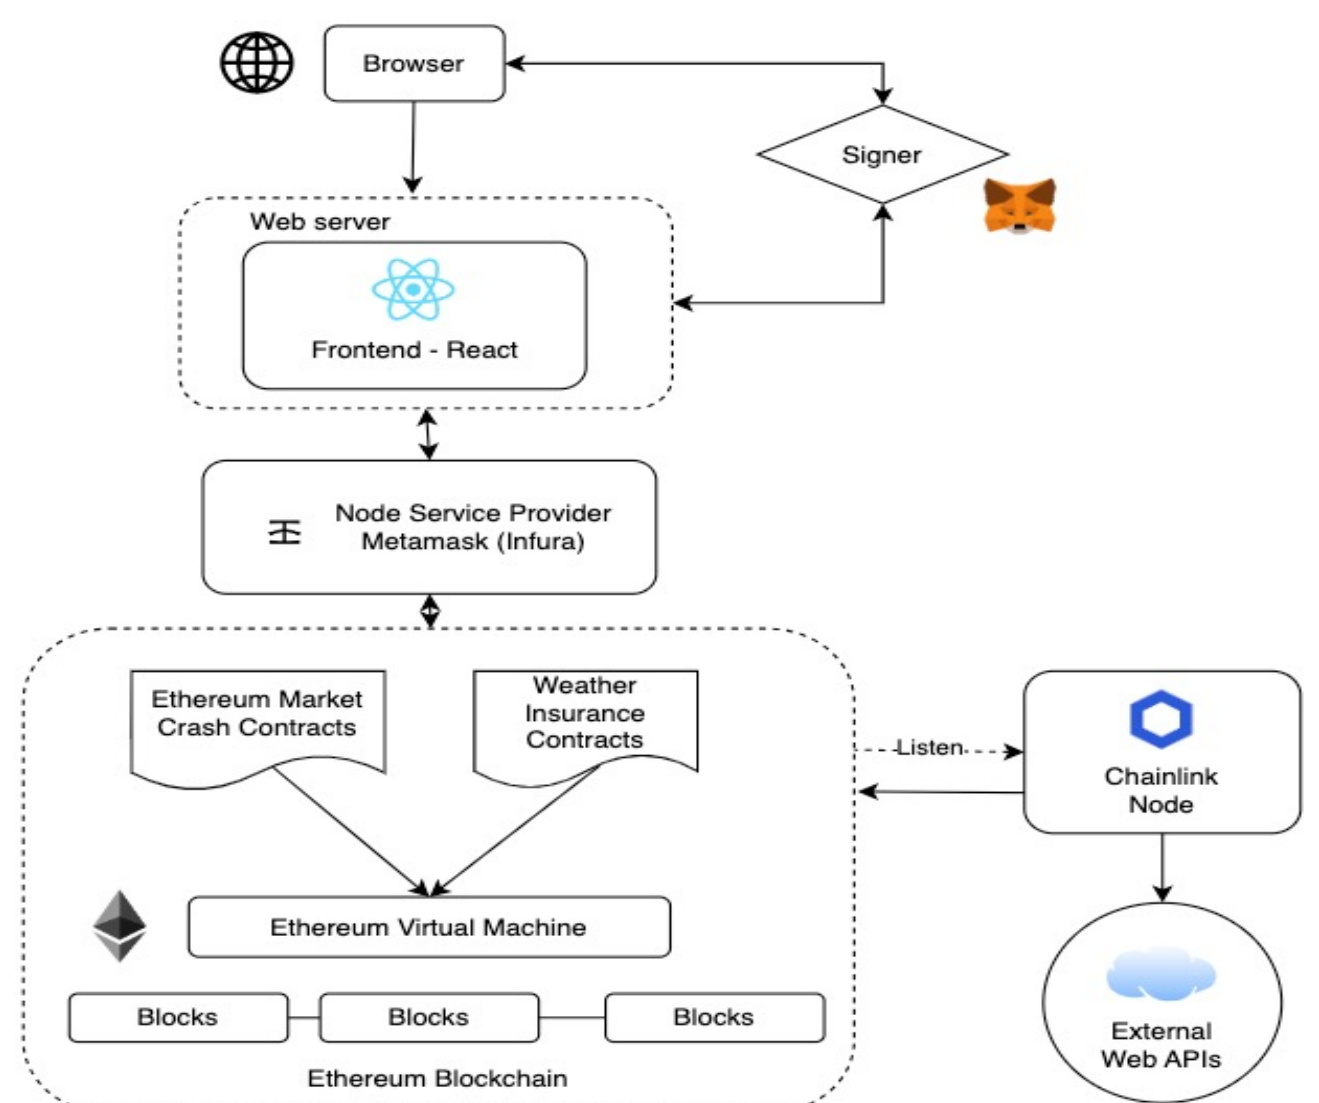 Browser
Signer
Web server
Frontend - React
Node Service Provider
Metamask (Infura)
Ethereum Market
Crash Contracts
Weather
Insurance
Contracts
Listen
Chainlink
Node
Ethereum Virtual Machine
Blocks
Blocks
Blocks
External
Web APIs
Ethereum Blockchain